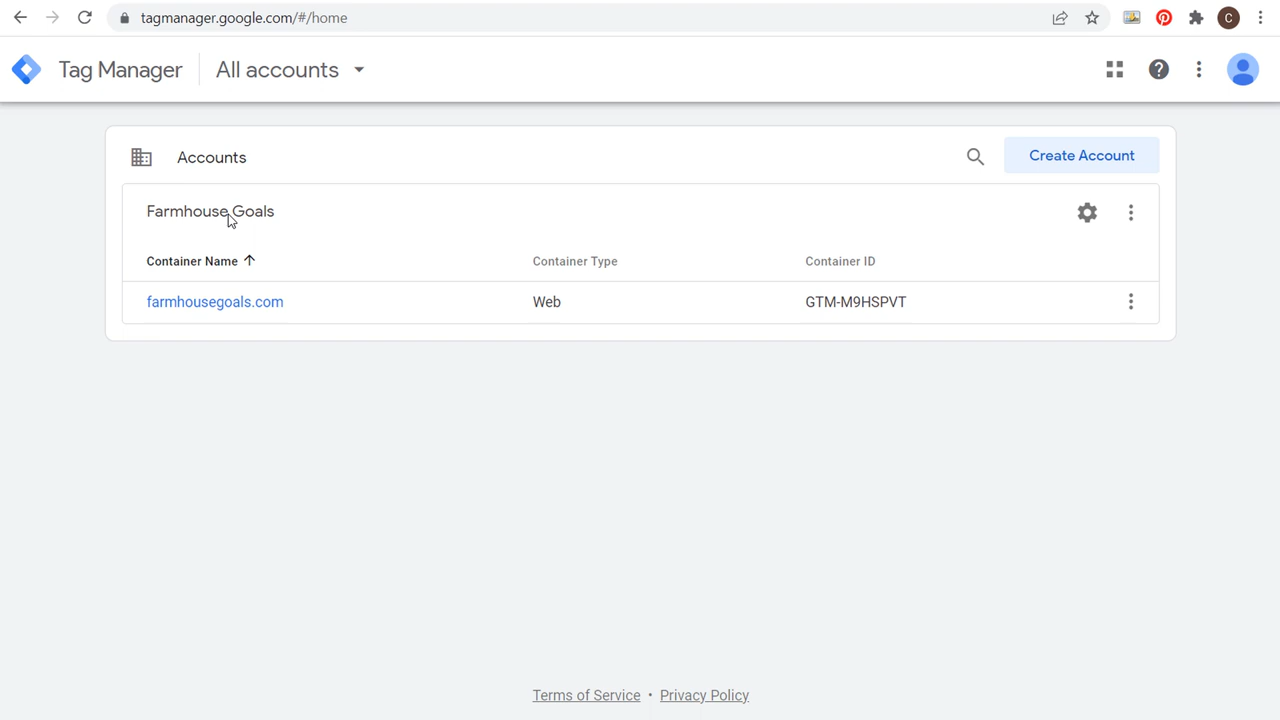 tagmanager.google.com/#/home
C
Tag Manager All accounts
Accounts Create Account
Farmhouse Goals
Container Name Container Type Container ID
farmhousegoals.com Web GTM-M9HSPVT
Terms of Service • Privacy Policy